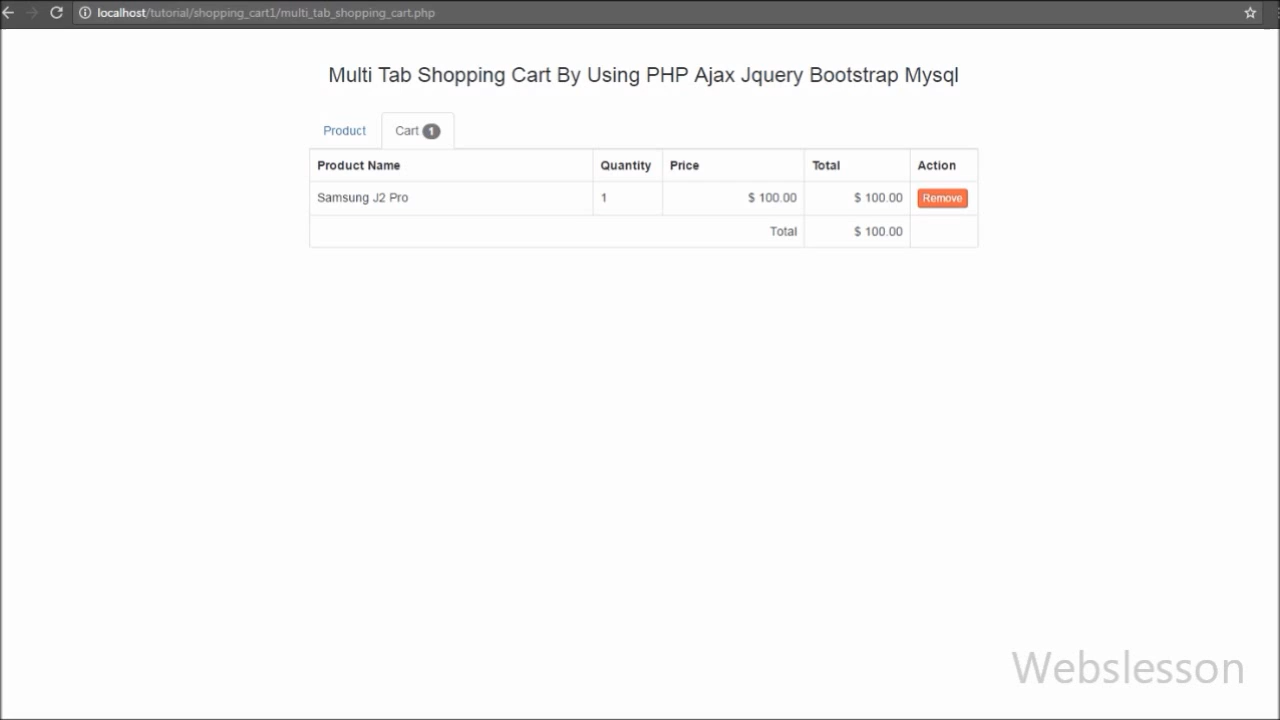 localhost/tutorial/shopping_cart1/multi_tab_shopping_cart.php
Multi Tab Shopping Cart By Using PHP Ajax Jquery Bootstrap Mysql
Product Cart 1
Product Name Quantity Price Total Action
Samsung J2 Pro 1 $ 100.00 $ 100.00 Remove
Total $ 100.00
Webslesson